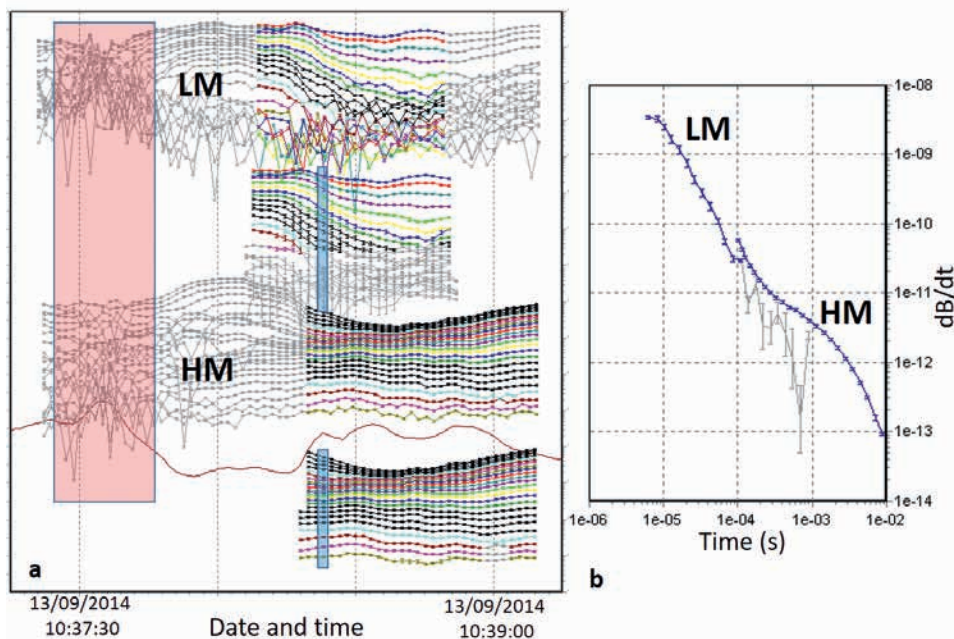 LM
HM
a
13/09/2014
10:37:30
Date and time
13/09/2014
10:39:00
LM
HM
1e-08
1e-09
1e-10
1e-11
1e-12
1e-13
1e-14
dB/dt
1e-06
1e-05
1e-04
1e-03
1e-02
Time (s)
b